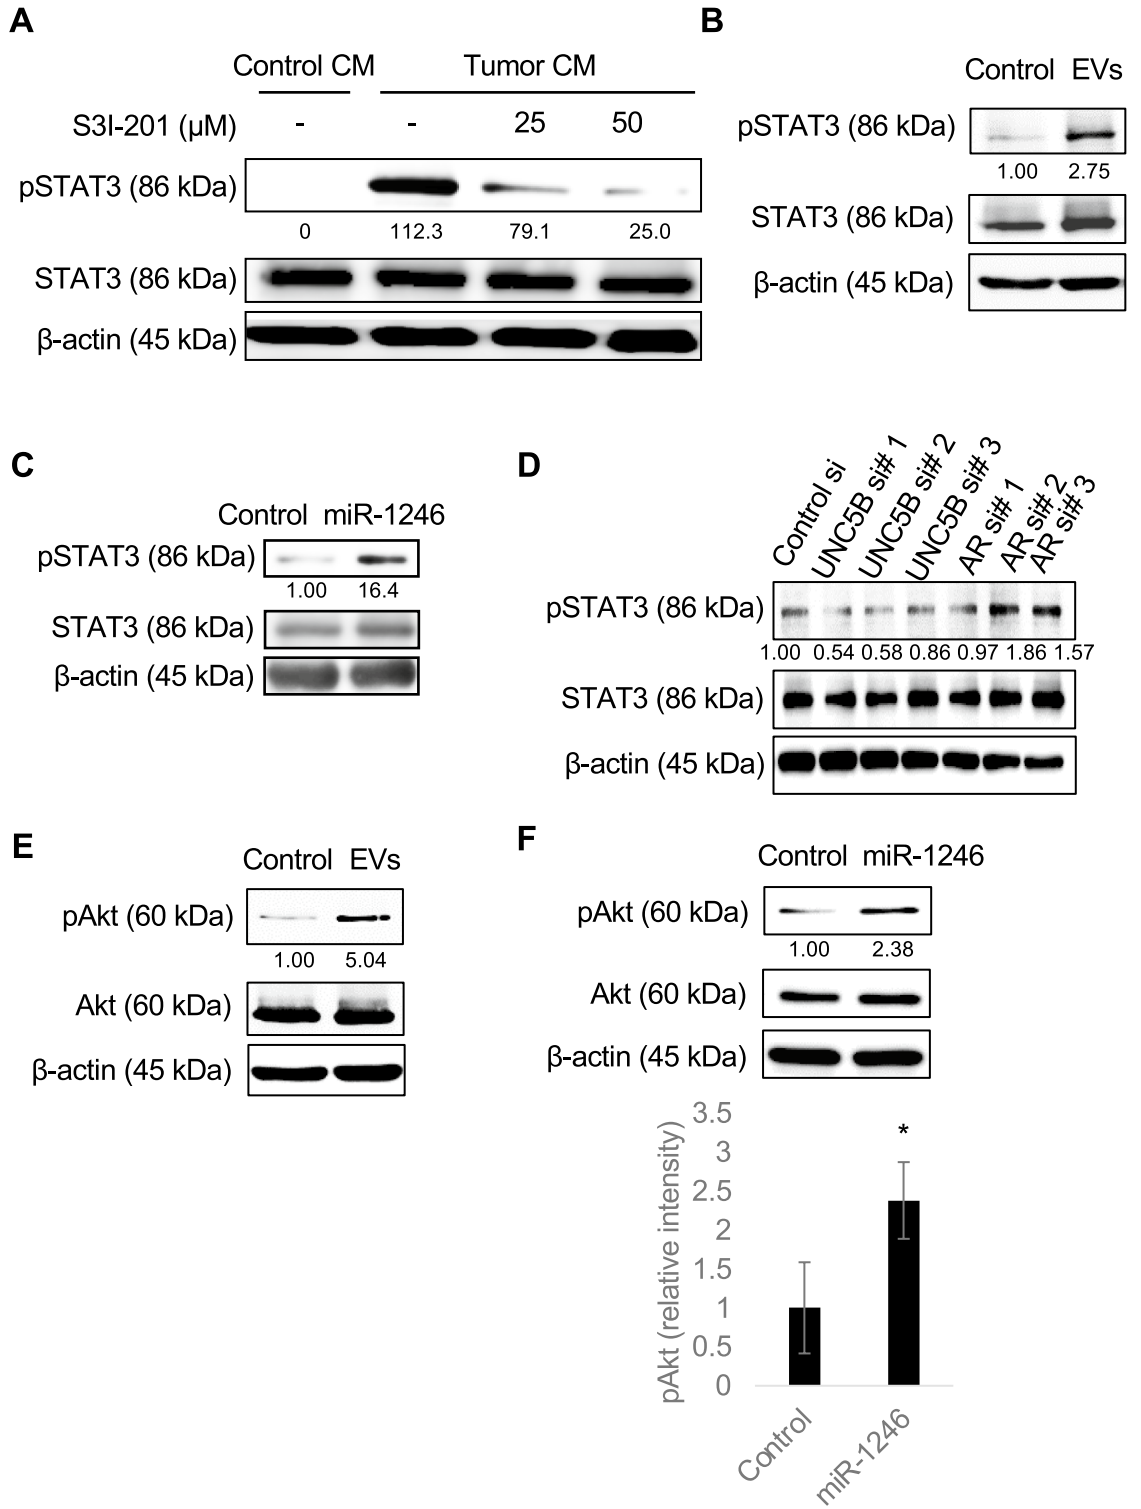 A
Control CM Tumor CM
S3I-201 (µM) - - 25 50
pSTAT3 (86 kDa)
0 112.3 79.1 25.0
STAT3 (86 kDa)
β-actin (45 kDa)
B
Control EVs
pSTAT3 (86 kDa)
1.00 2.75
STAT3 (86 kDa)
β-actin (45 kDa)
C
Control miR-1246
pSTAT3 (86 kDa)
1.00 16.4
STAT3 (86 kDa)
β-actin (45 kDa)
D
Control si
UNC5B si# 1
UNC5B si# 2
UNC5B si# 3
AR si# 1
AR si# 2
AR si# 3
pSTAT3 (86 kDa)
1.00 0.54 0.58 0.86 0.97 1.86 1.57
STAT3 (86 kDa)
β-actin (45 kDa)
E
Control EVs
pAkt (60 kDa)
1.00 5.04
Akt (60 kDa)
β-actin (45 kDa)
F
Control miR-1246
pAkt (60 kDa)
1.00 2.38
Akt (60 kDa)
β-actin (45 kDa)
pAkt (relative intensity)
3.5
3
2.5
2
1.5
1
0.5
0
*
Control
miR-1246